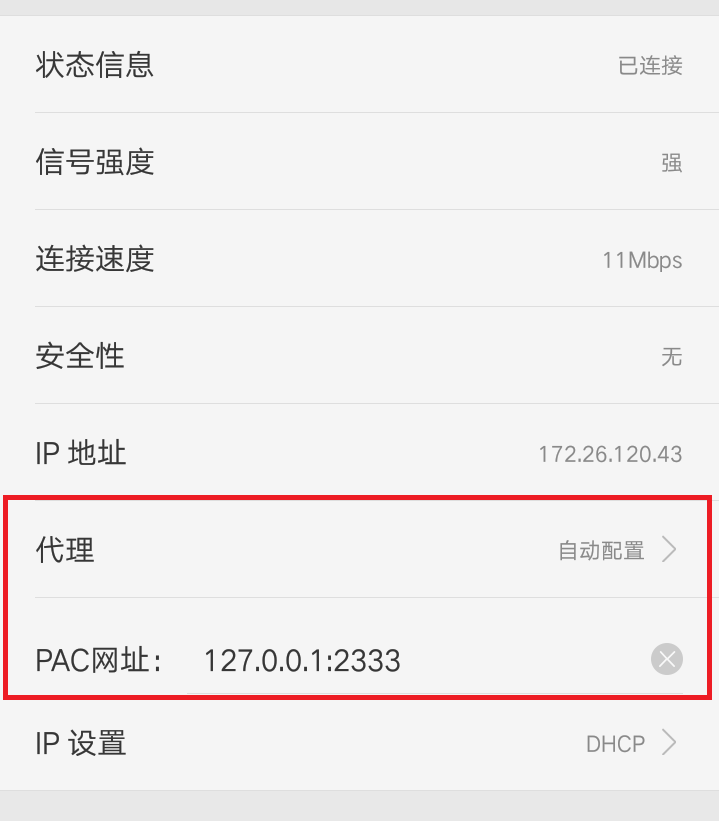 状态信息 已连接
信号强度 强
连接速度 11Mbps
安全性 无
IP 地址 172.26.120.43
代理 自动配置
PAC网址: 127.0.0.1:2333
IP 设置 DHCP